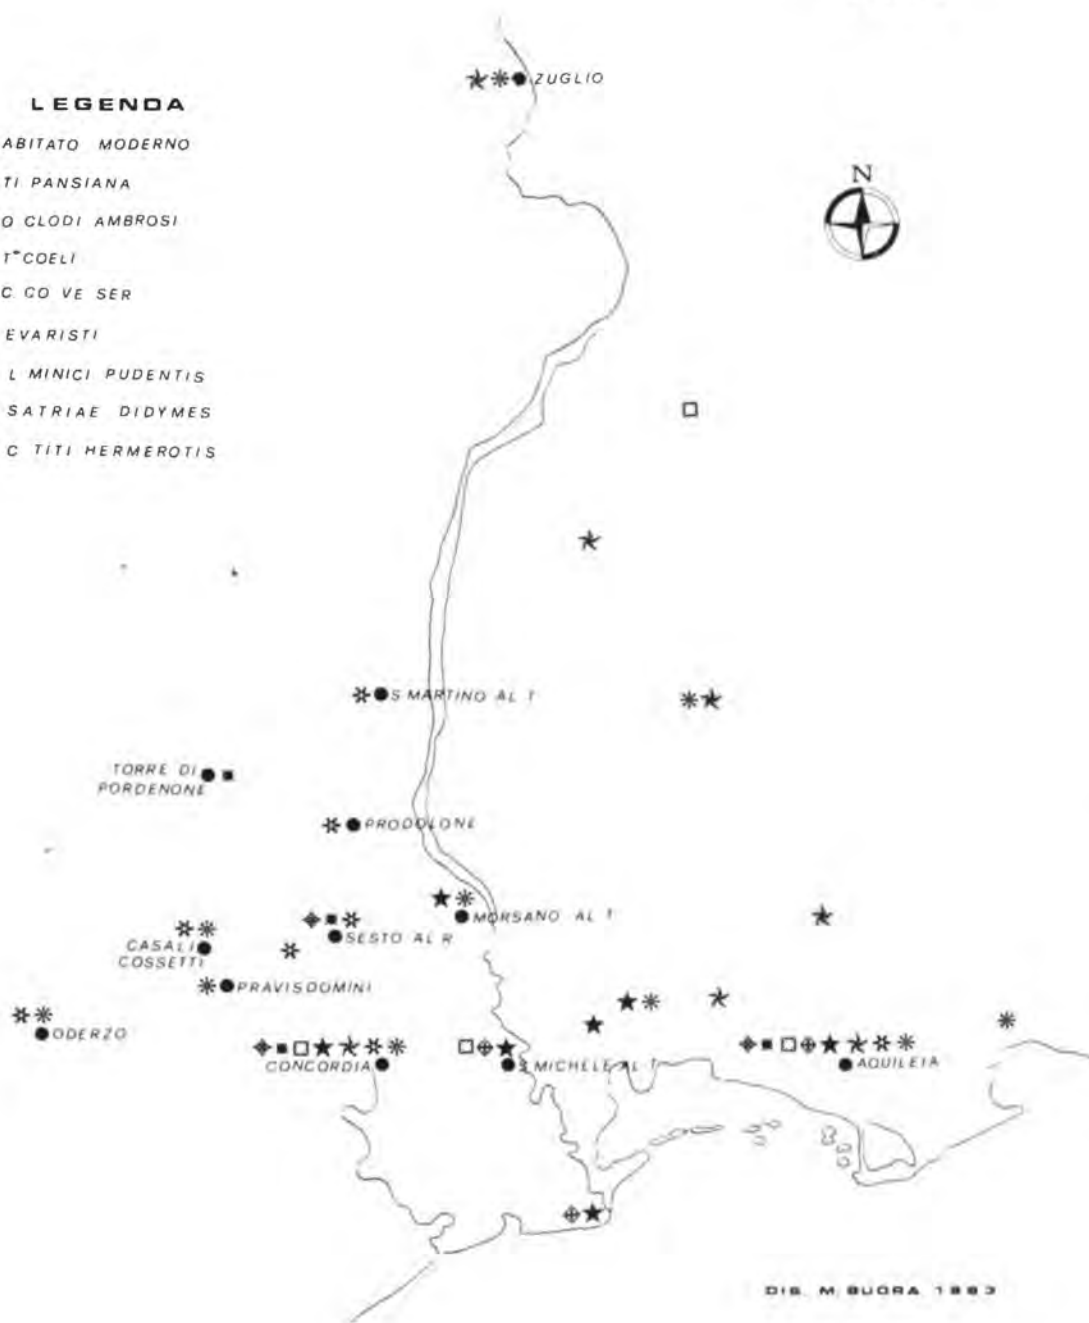 LEGENDA
ABITATO MODERNO
TI PANSIANA
O CLODI AMBROSI
T COELI
C CO VE SER
EVARISTI
L MINICI PUDENTIS
SATRIAE DIDYMES
C TITI HERMEROTIS
ZUGLIO
N
S MARTINO AL T
TORRE DI
PORDENONE
PRODOLONE
MORSANO AL T
SESTO AL R
CASALI
COSSETTI
PRAVISDOMINI
ODERZO
CONCORDIA
S MICHELE AL T
AQUILEIA
DIS. M. BUORA 1983